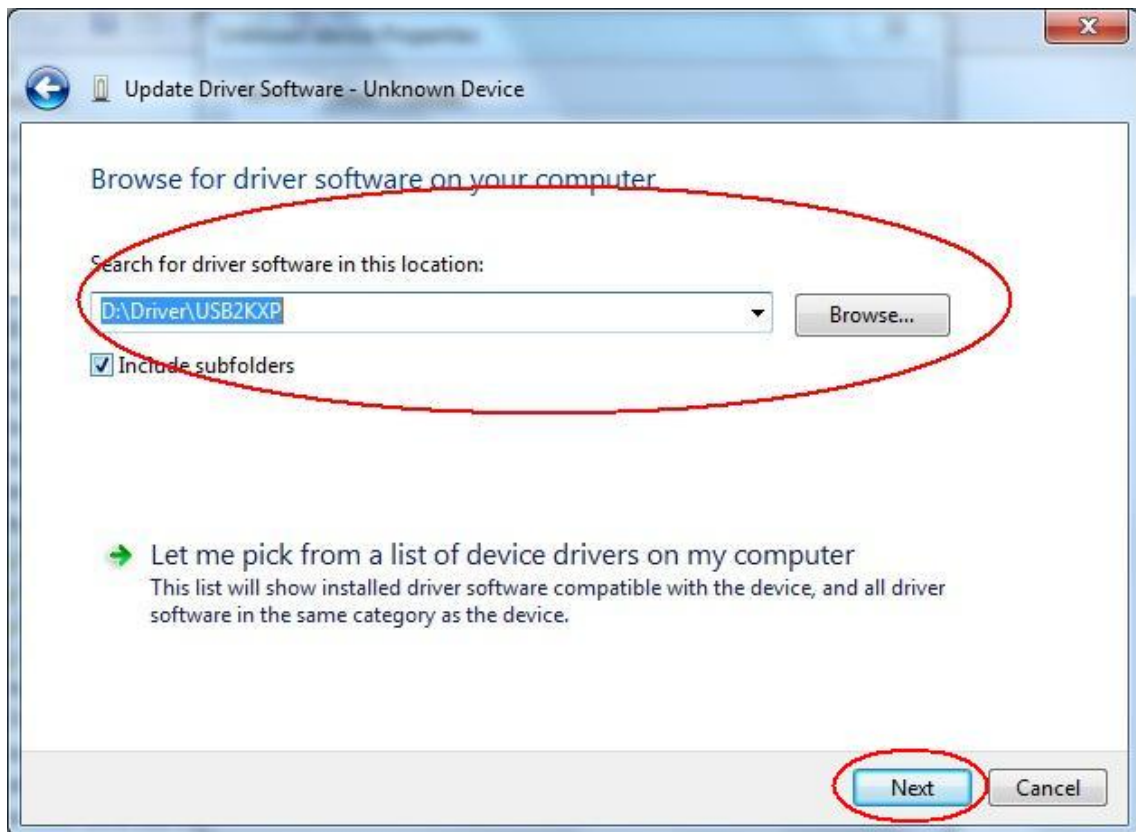 Unknown Device Properties
Update Driver Software - Unknown Device
Browse for driver software on your computer
Search for driver software in this location:
D:\Driver\USB2KXP
Browse...
Include subfolders
Let me pick from a list of device drivers on my computer
This list will show installed driver software compatible with the device, and all driver
software in the same category as the device.
Next
Cancel